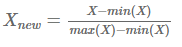 X_new = (X−min(X)) / (max(X)−min(X))